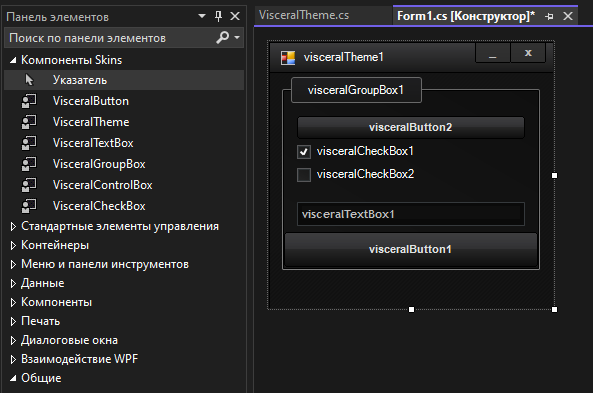 Панель элементов
Поиск по панели элементов
Компоненты Skins
Указатель
VisceralButton
VisceralTheme
VisceralTextBox
VisceralGroupBox
VisceralControlBox
VisceralCheckBox
Стандартные элементы управления
Контейнеры
Меню и панели инструментов
Данные
Компоненты
Печать
Диалоговые окна
Взаимодействие WPF
Общие
VisceralTheme.cs
Form1.cs [Конструктор]*
visceralTheme1
visceralGroupBox1
visceralButton2
visceralCheckBox1
visceralCheckBox2
visceralTextBox1
visceralButton1